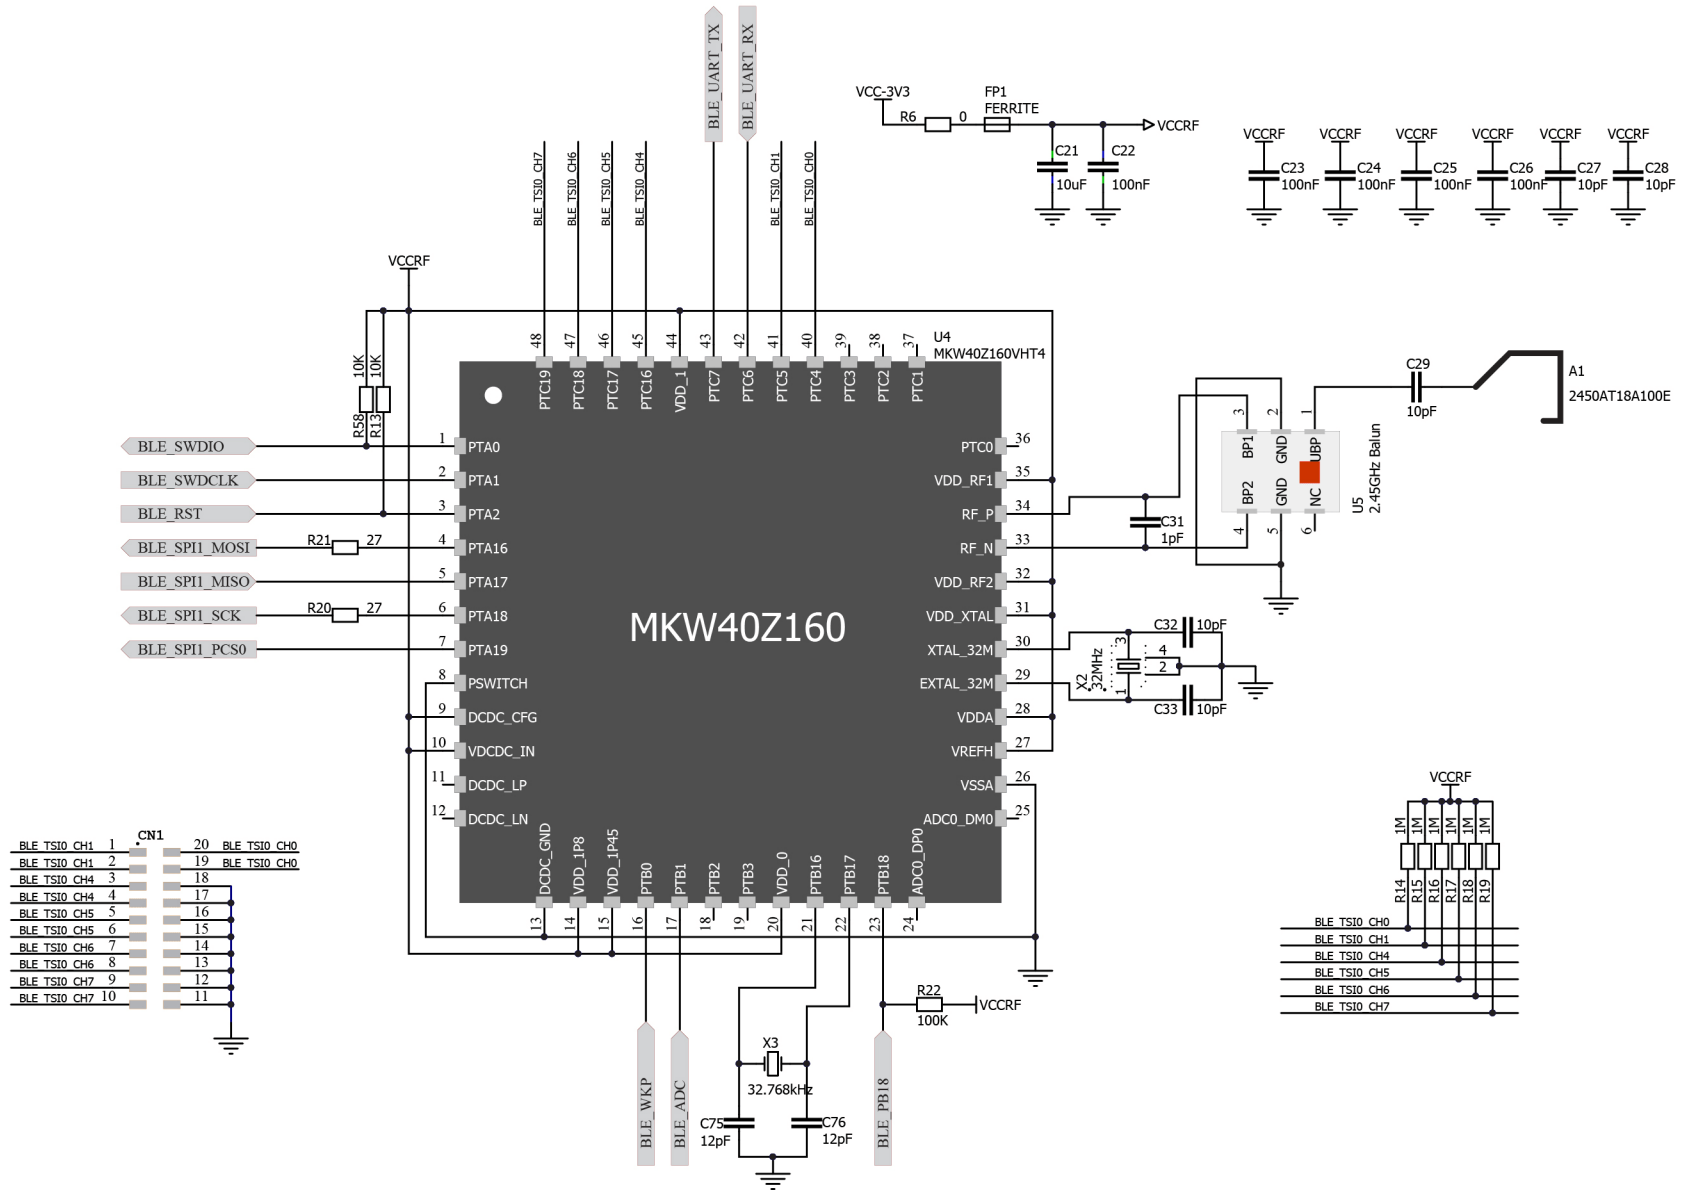 BLE_UART_TX
BLE_UART_RX
BLE_TSI0_CH7
BLE_TSI0_CH6
BLE_TSI0_CH5
BLE_TSI0_CH4
BLE_TSI0_CH1
BLE_TSI0_CH0
VCC-3V3
R6 0
FP1
FERRITE
VCCRF
C21
10uF
C22
100nF
VCCRF VCCRF VCCRF VCCRF VCCRF VCCRF
C23 C24 C25 C26 C27 C28
100nF 100nF 100nF 100nF 10pF 10pF
VCCRF
10K 10K
R58 R13
48 47 46 45 44 43 42 41 40 39 38 37
PTC19 PTC18 PTC17 PTC16 VDD_1 PTC7 PTC6 PTC5 PTC4 PTC3 PTC2 PTC1
U4
MKW40Z160VHT4
BLE_SWDIO 1 PTA0
BLE_SWDCLK 2 PTA1
BLE_RST 3 PTA2
BLE_SPI1_MOSI R21 27 4 PTA16
BLE_SPI1_MISO 5 PTA17
BLE_SPI1_SCK R20 27 6 PTA18
BLE_SPI1_PCS0 7 PTA19
8 PSWITCH
9 DCDC_CFG
10 VDCDC_IN
11 DCDC_LP
12 DCDC_LN
MKW40Z160
PTC0 36
VDD_RF1 35
RF_P 34
RF_N 33
VDD_RF2 32
VDD_XTAL 31
XTAL_32M 30
EXTAL_32M 29
VDDA 28
VREFH 27
VSSA 26
ADC0_DM0 25
DCDC_GND VDD_1P8 VDD_1P45 PTB0 PTB1 PTB2 PTB3 VDD_0 PTB16 PTB17 PTB18 ADC0_DP0
13 14 15 16 17 18 19 20 21 22 23 24
C31
1pF
3 2 1
BP1 GND UBP
BP2 GND NC
4 5 6
U5
2.45GHz Balun
C29
10pF
A1
2450AT18A100E
C32 10pF
X2
32MHz
3
4
2
1
C33 10pF
CN1
BLE_TSI0_CH1 1 20 BLE_TSI0_CH0
BLE_TSI0_CH1 2 19 BLE_TSI0_CH0
BLE_TSI0_CH4 3 18
BLE_TSI0_CH4 4 17
BLE_TSI0_CH5 5 16
BLE_TSI0_CH5 6 15
BLE_TSI0_CH6 7 14
BLE_TSI0_CH6 8 13
BLE_TSI0_CH7 9 12
BLE_TSI0_CH7 10 11
BLE_WKP
BLE_ADC
X3
32.768kHz
C75
12pF
C76
12pF
BLE_PB18
R22
100K
VCCRF
VCCRF
1M 1M 1M 1M 1M 1M
R14 R15 R16 R17 R18 R19
BLE_TSI0_CH0
BLE_TSI0_CH1
BLE_TSI0_CH4
BLE_TSI0_CH5
BLE_TSI0_CH6
BLE_TSI0_CH7